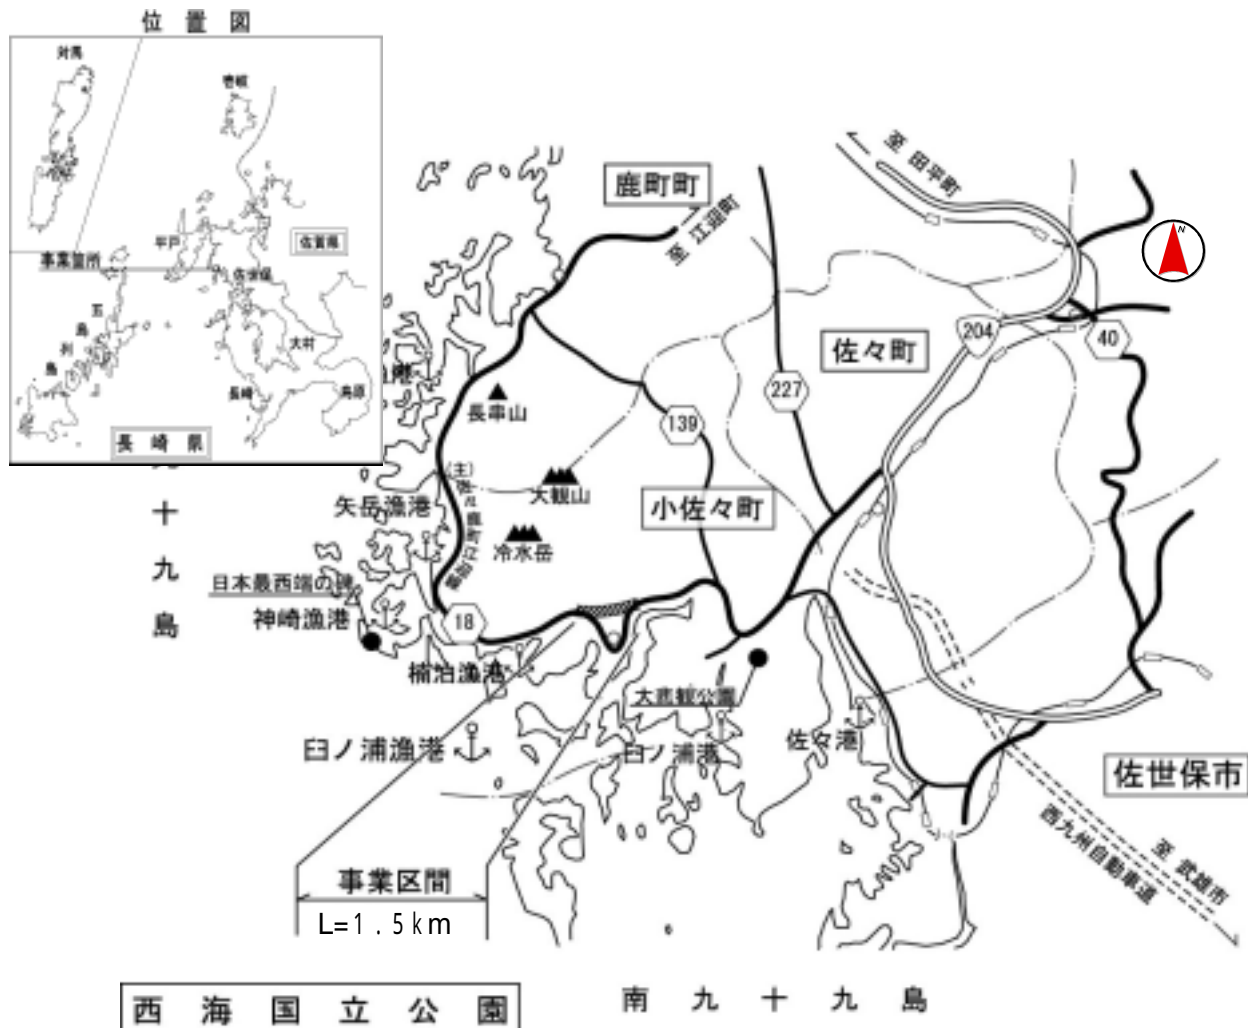 位置図
対馬
壱岐
平戸
佐賀県
事業箇所
佐世保
五島列島
大村
長崎
島原
長崎県
鹿町町
至 江迎町
至 田平町
N
佐々町
204
40
227
139
漁港
長串山
大観山
小佐々町
冷水岳
(主)
矢岳漁港
九十九島
日本最西端の碑
神崎漁港
18
楠泊漁港
大悲観公園
臼ノ浦漁港
臼ノ浦港
佐々港
佐世保市
西九州自動車道
至 武雄市
事業区間
L=1.5km
西海国立公園
南九十九島